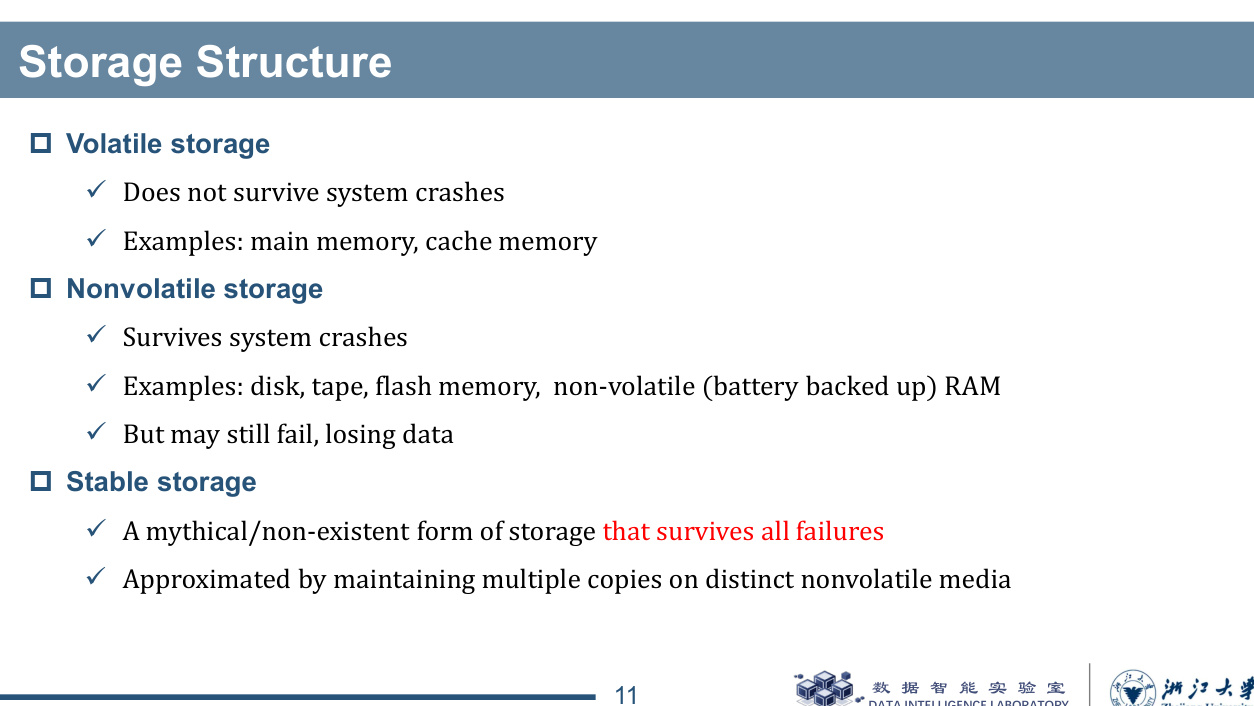 Storage Structure
Volatile storage
Does not survive system crashes
Examples: main memory, cache memory
Nonvolatile storage
Survives system crashes
Examples: disk, tape, flash memory,  non-volatile (battery backed up) RAM
But may still fail, losing data
Stable storage
A mythical/non-existent form of storage that survives all failures
Approximated by maintaining multiple copies on distinct nonvolatile media
11
数据智能实验室
DATA INTELLIGENCE LABORATORY
浙江大学
Zhejiang University